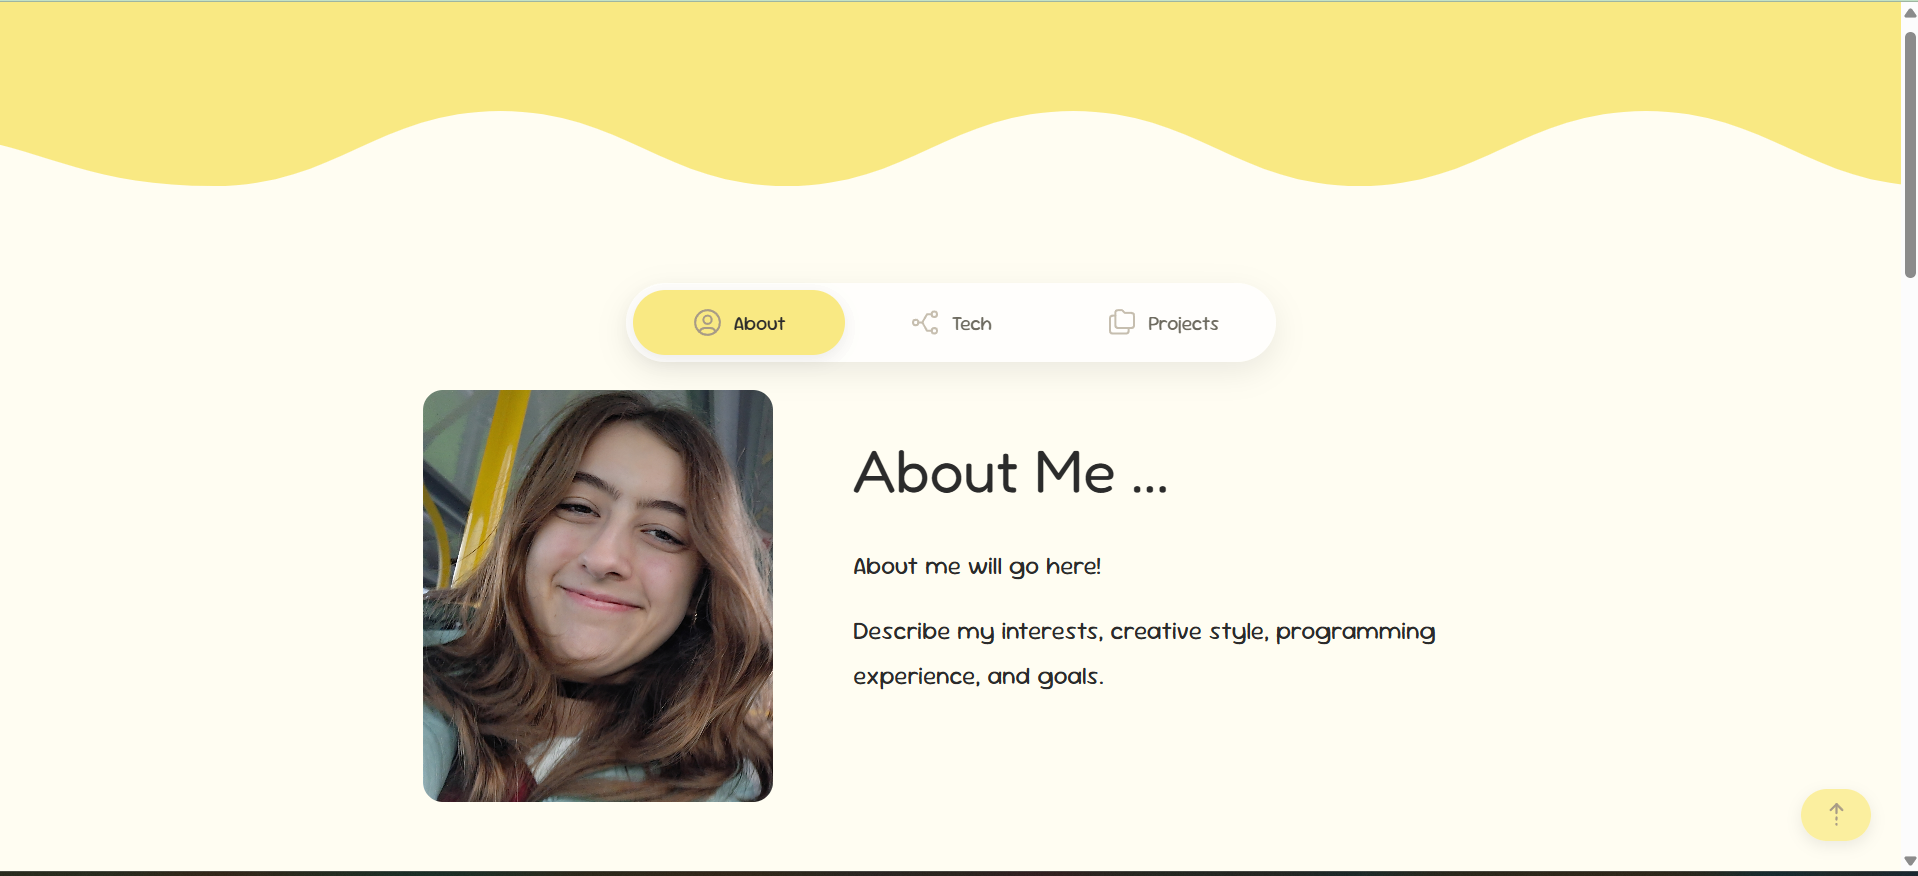 About
Tech
Projects
About Me ...
About me will go here!
Describe my interests, creative style, programming
experience, and goals.